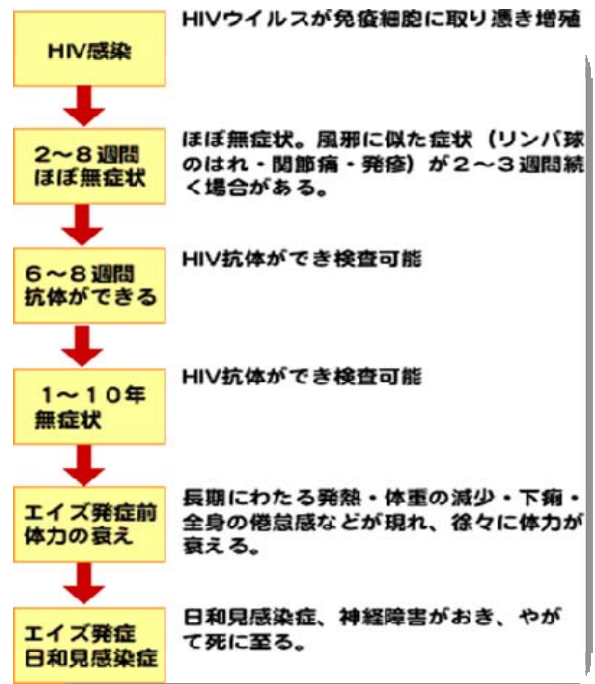 HIV感染
HIVウイルスが免疫細胞に取り憑き増殖
2～8週間
ほぼ無症状
ほぼ無症状。風邪に似た症状（リンパ球
のはれ・関節痛・発疹）が２～３週間続
く場合がある。
6～8週間
抗体ができる
HIV抗体ができ検査可能
1～１０年
無症状
HIV抗体ができ検査可能
エイズ発症前
体力の衰え
長期にわたる発熱・体重の減少・下痢・
全身の倦怠感などが現れ、徐々に体力が
衰える。
エイズ発症
日和見感染症
日和見感染症、神経障害がおき、やが
て死に至る。